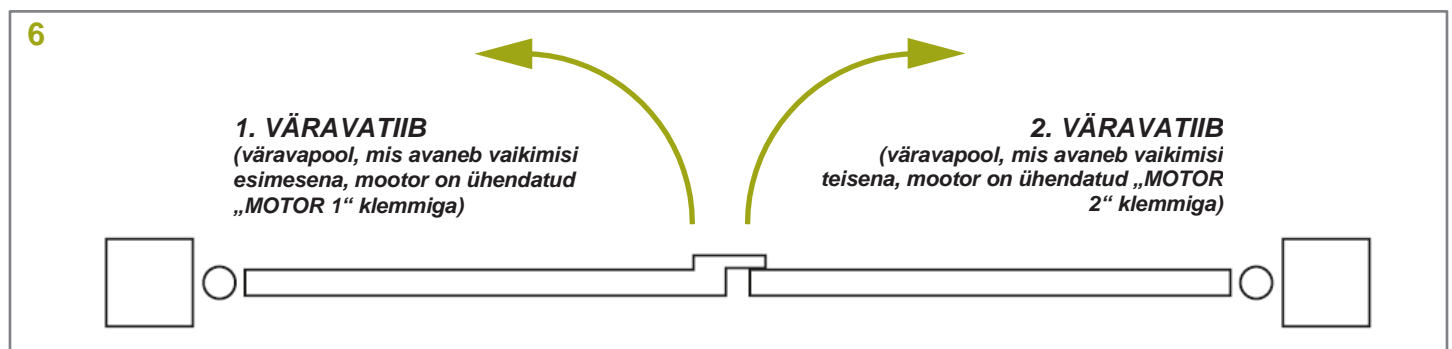 6
1. VÄRAVATIIB
(väravapool, mis avaneb vaikimisi
esimesena, mootor on ühendatud
„MOTOR 1“ klemmiga)
2. VÄRAVATIIB
(väravapool, mis avaneb vaikimisi
teisena, mootor on ühendatud „MOTOR
2“ klemmiga)